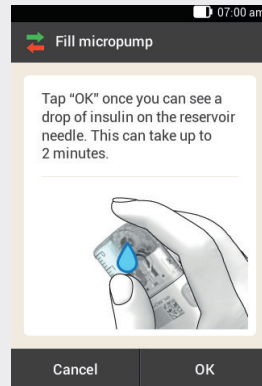 07:00 am
Fill micropump
Tap “OK” once you can see a
drop of insulin on the reservoir
needle. This can take up to
2 minutes.
Cancel
OK